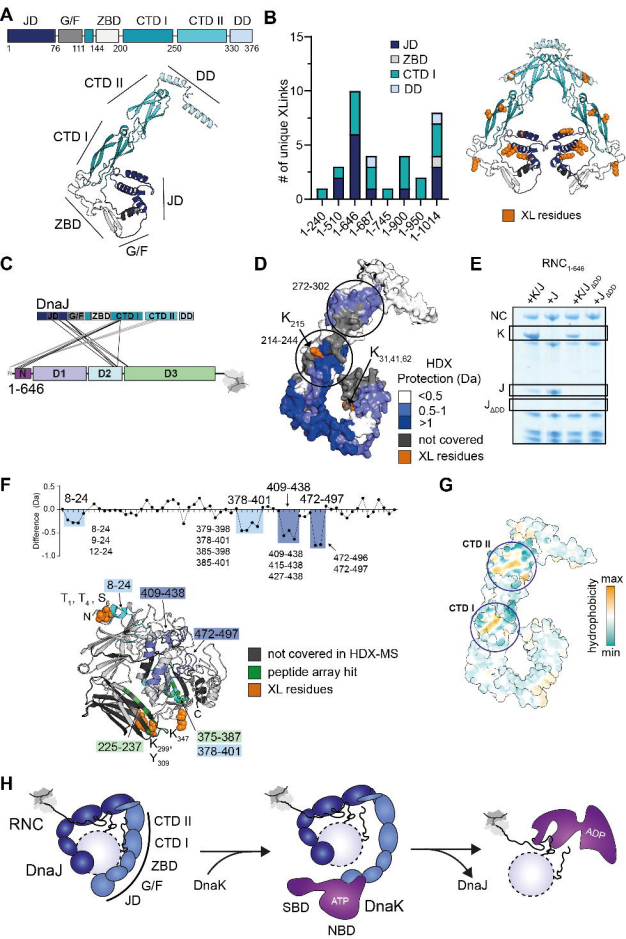 A
JD G/F ZBD CTD I CTD II DD
1 76 111 144 200 250 330 376
CTD II
DD
CTD I
JD
ZBD
G/F
B
# of unique XLinks
15
10
5
0
JD
ZBD
CTD I
DD
1-240 1-510 1-646 1-687 1-745 1-900 1-950 1-1014
XL residues
C
DnaJ
JD G/F ZBD CTD I CTD II DD
N D1 D2 D3
1-646
D
272-302
K215
214-244
K31,41,62
HDX
Protection (Da)
<0.5
0.5-1
>1
not covered
XL residues
E
RNC1-646
+K/J +J +K/JΔDD +JΔDD
NC
K
J
JΔDD
F
Difference (Da)
0.5
0.0
-0.5
-1.0
8-24
378-401
409-438
472-497
8-24
9-24
12-24
379-398
378-401
385-398
385-401
409-438
415-438
427-438
472-496
472-497
8-24
T1, T4, S6
N
409-438
472-497
C
K347
K299,
Y309
225-237
375-387
378-401
not covered in HDX-MS
peptide array hit
XL residues
G
CTD II
CTD I
hydrophobicity
max
min
H
RNC
DnaJ
CTD II
CTD I
ZBD
G/F
JD
DnaK
SBD
ATP
NBD
DnaK
DnaJ
ADP